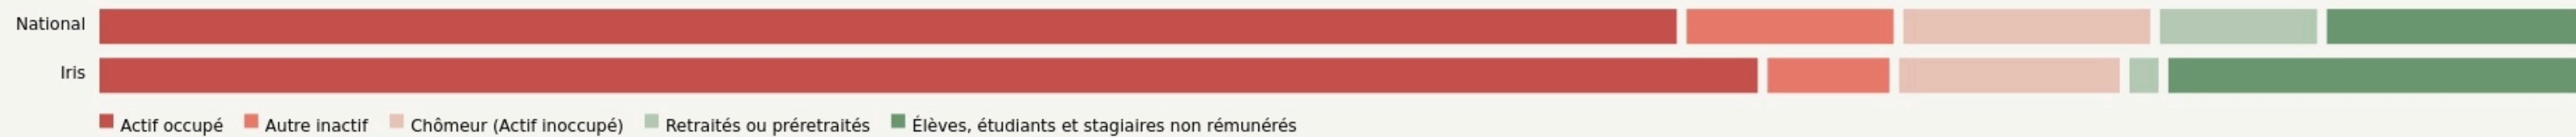 National
Iris
Actif occupé Autre inactif Chômeur (Actif inoccupé) Retraités ou préretraités Élèves, étudiants et stagiaires non rémunérés